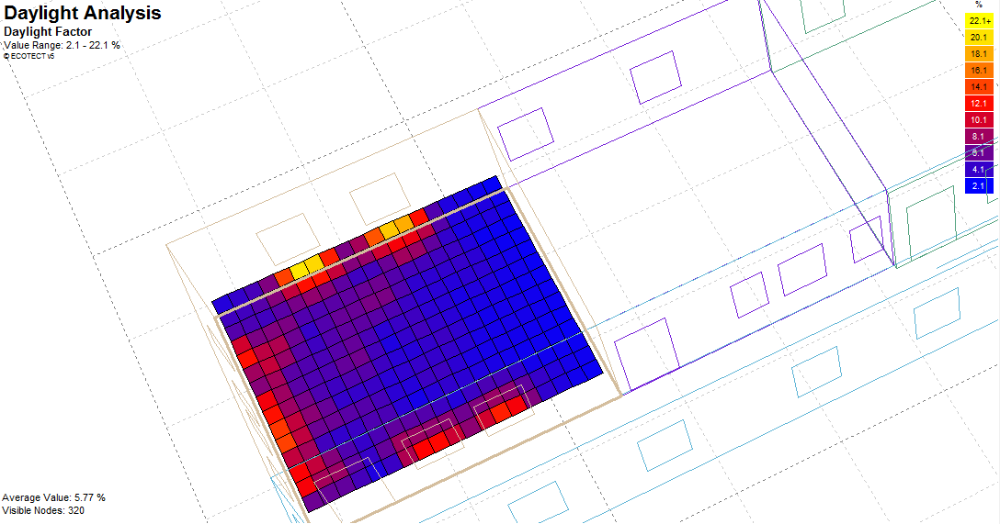 Daylight Analysis
Daylight Factor
Value Range: 2.1 - 22.1 %
© ECOTECT v5
%
22.1+
20.1
18.1
16.1
14.1
12.1
10.1
8.1
6.1
4.1
2.1
Average Value: 5.77 %
Visible Nodes: 320